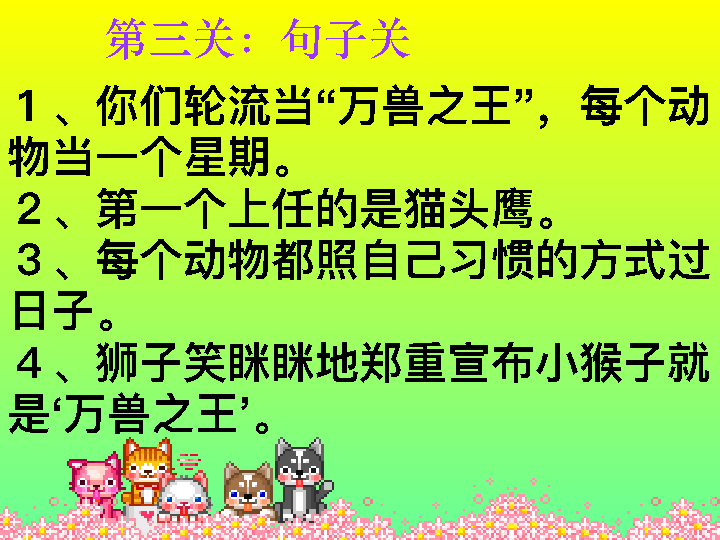 第三关：句子关
１、你们轮流当“万兽之王”，每个动
物当一个星期。
２、第一个上任的是猫头鹰。
３、每个动物都照自己习惯的方式过
日子。
４、狮子笑眯眯地郑重宣布小猴子就
是‘万兽之王’。